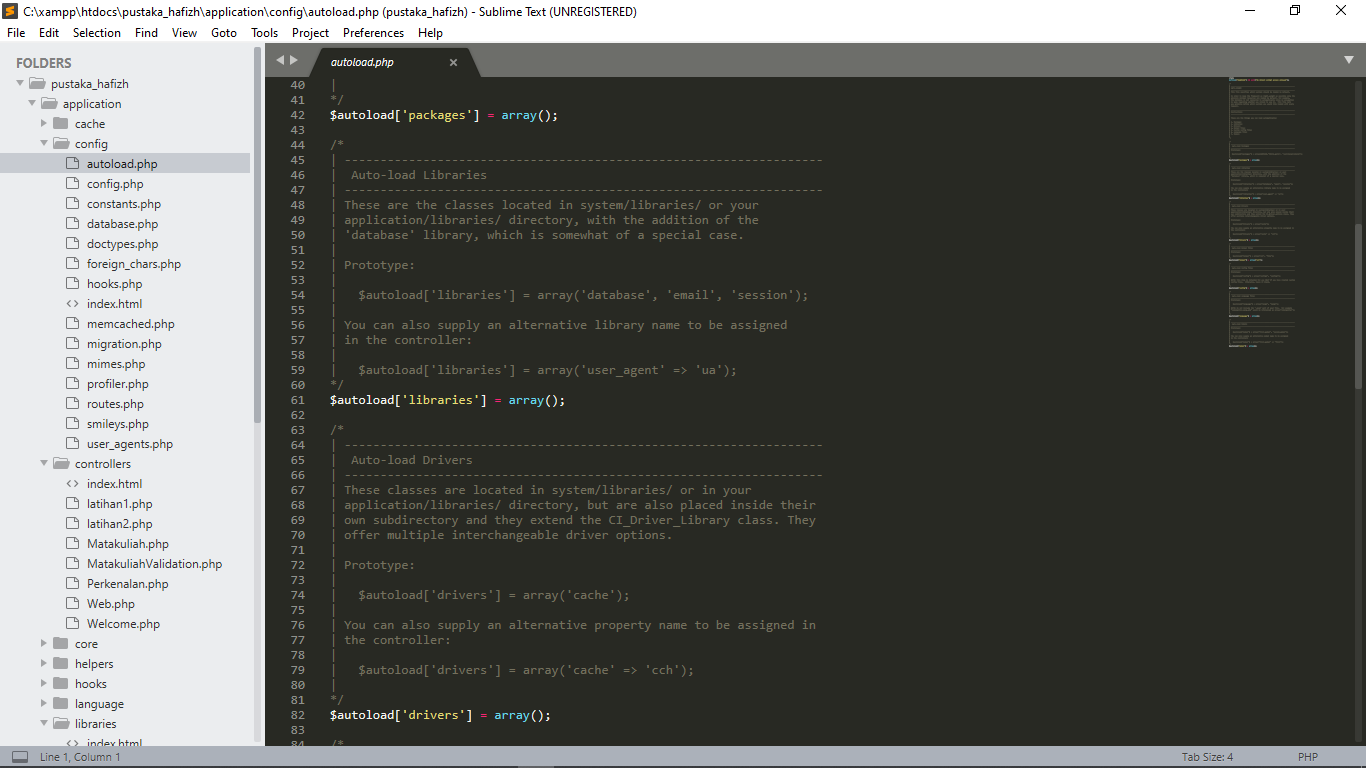 C:\xampp\htdocs\pustaka_hafizh\application\config\autoload.php (pustaka_hafizh) - Sublime Text (UNREGISTERED)
File Edit Selection Find View Goto Tools Project Preferences Help
FOLDERS
pustaka_hafizh
application
cache
config
autoload.php
config.php
constants.php
database.php
doctypes.php
foreign_chars.php
hooks.php
<> index.html
memcached.php
migration.php
mimes.php
profiler.php
routes.php
smileys.php
user_agents.php
controllers
<> index.html
latihan1.php
latihan2.php
Matakuliah.php
MatakuliahValidation.php
Perkenalan.php
Web.php
Welcome.php
core
helpers
hooks
language
libraries
<> index.html
autoload.php
40 |
41 */
42 $autoload['packages'] = array();
43
44 /*
45 | -------------------------------------------------------------------
46 | Auto-load Libraries
47 | -------------------------------------------------------------------
48 | These are the classes located in system/libraries/ or your
49 | application/libraries/ directory, with the addition of the
50 | 'database' library, which is somewhat of a special case.
51 |
52 | Prototype:
53 |
54 | $autoload['libraries'] = array('database', 'email', 'session');
55 |
56 | You can also supply an alternative library name to be assigned
57 | in the controller:
58 |
59 | $autoload['libraries'] = array('user_agent' => 'ua');
60 */
61 $autoload['libraries'] = array();
62
63 /*
64 | -------------------------------------------------------------------
65 | Auto-load Drivers
66 | -------------------------------------------------------------------
67 | These classes are located in system/libraries/ or in your
68 | application/libraries/ directory, but are also placed inside their
69 | own subdirectory and they extend the CI_Driver_Library class. They
70 | offer multiple interchangeable driver options.
71 |
72 | Prototype:
73 |
74 | $autoload['drivers'] = array('cache');
75 |
76 | You can also supply an alternative property name to be assigned in
77 | the controller:
78 |
79 | $autoload['drivers'] = array('cache' => 'cch');
80 |
81 */
82 $autoload['drivers'] = array();
83
84 /*
Line 1, Column 1
Tab Size: 4
PHP